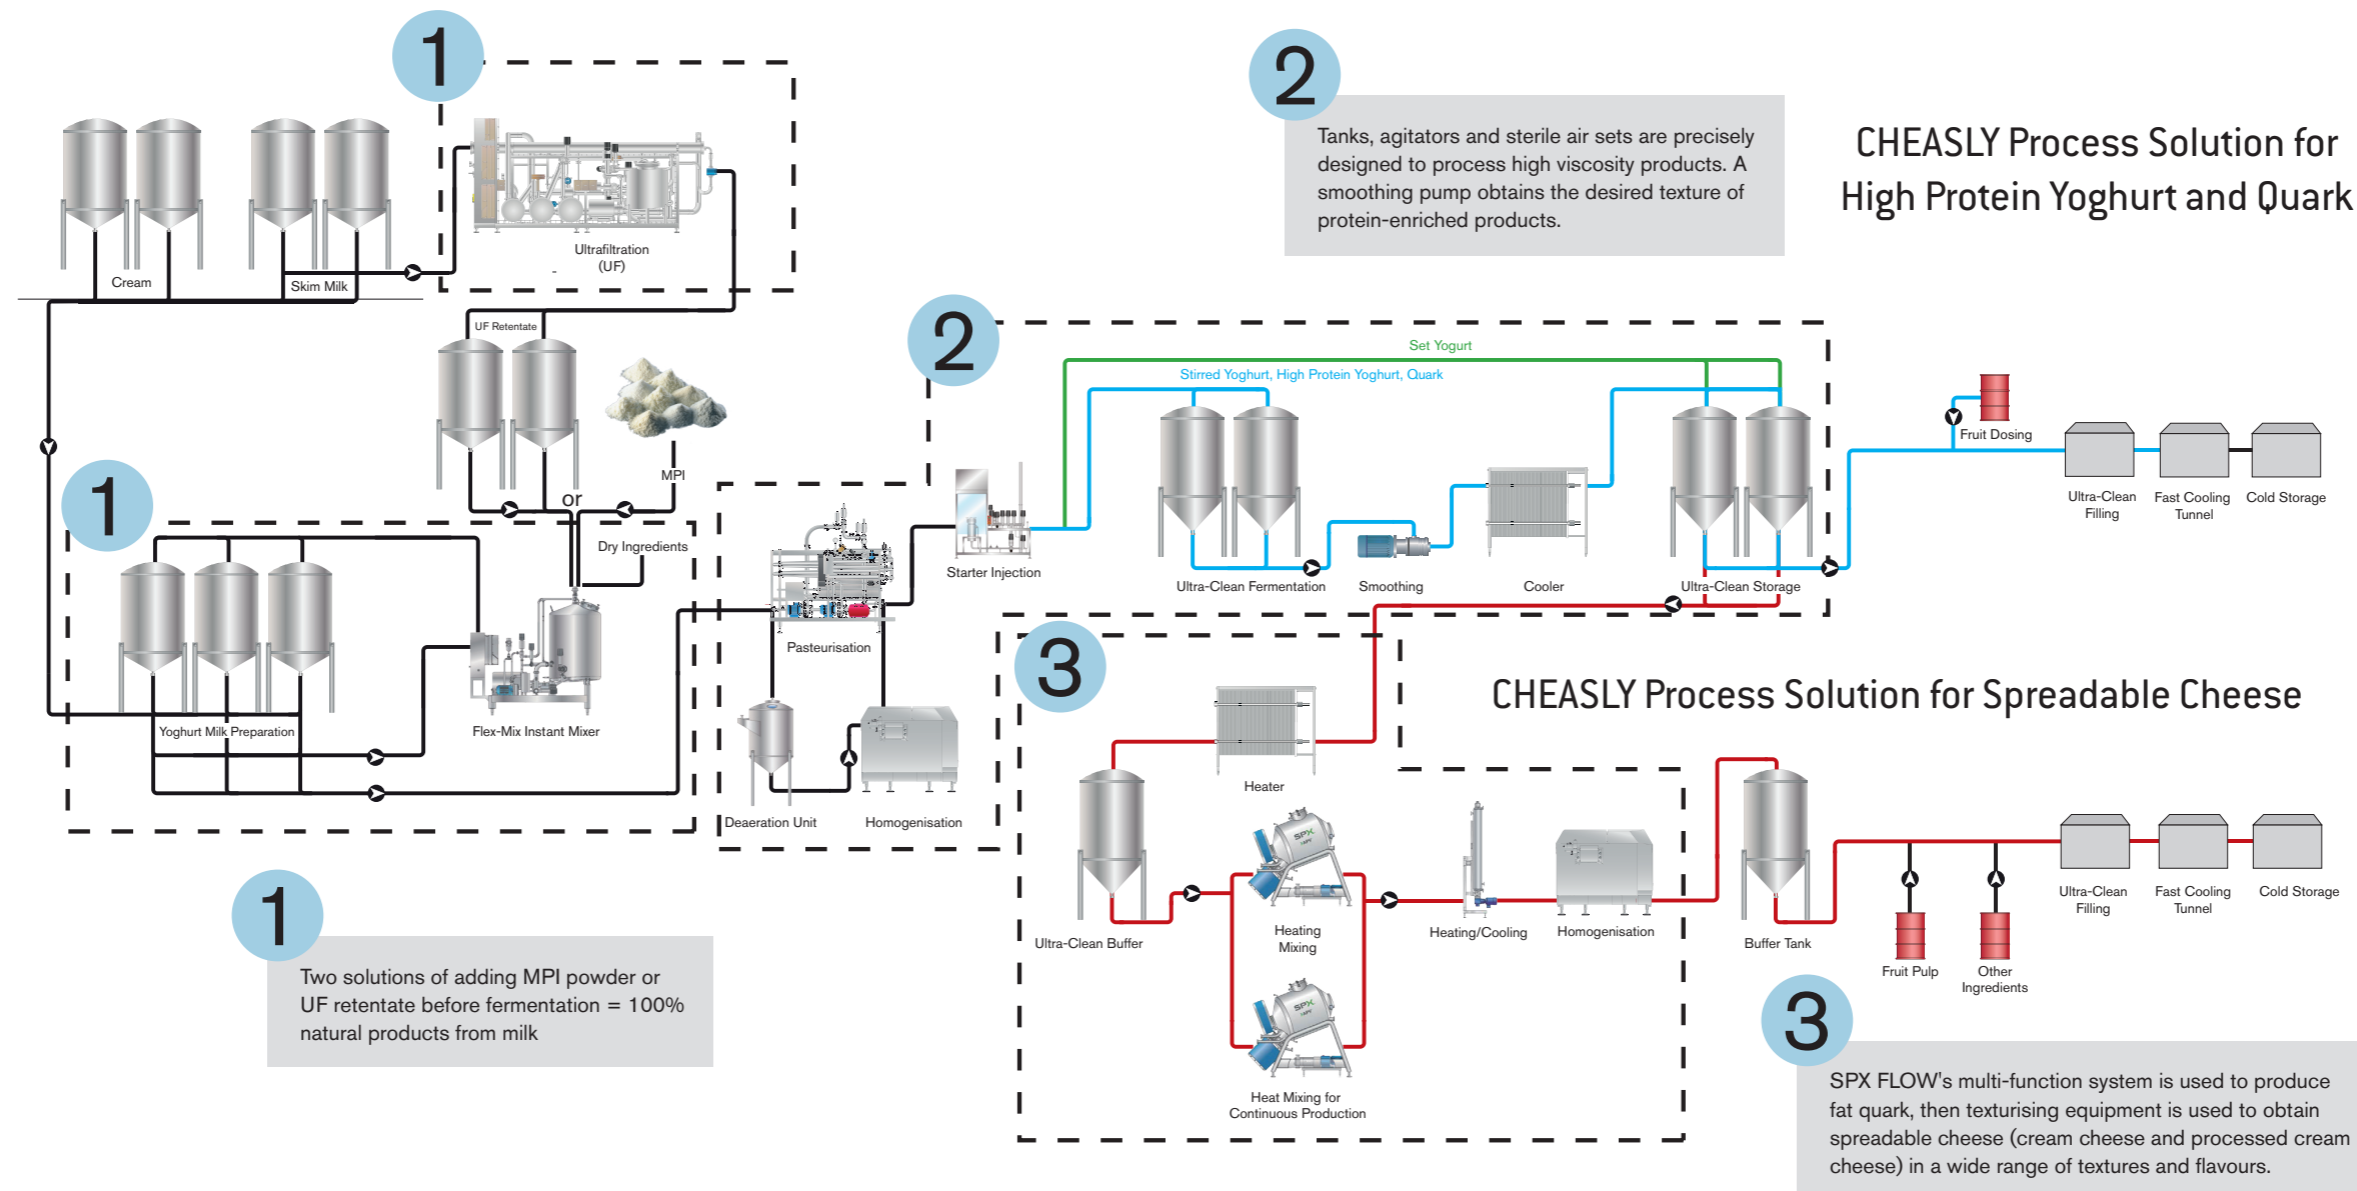 1
2
Tanks, agitators and sterile air sets are precisely
designed to process high viscosity products. A
smoothing pump obtains the desired texture of
protein-enriched products.
CHEASLY Process Solution for
High Protein Yoghurt and Quark
Ultrafiltration
(UF)
Cream
Skim Milk
UF Retentate
or
MPI
1
Dry Ingredients
Yoghurt Milk Preparation
Flex-Mix Instant Mixer
1
Two solutions of adding MPI powder or
UF retentate before fermentation = 100%
natural products from milk
2
Set Yogurt
Stirred Yoghurt, High Protein Yoghurt, Quark
Starter Injection
Ultra-Clean Fermentation
Smoothing
Cooler
Ultra-Clean Storage
Fruit Dosing
Ultra-Clean
Filling
Fast Cooling
Tunnel
Cold Storage
Pasteurisation
Deaeration Unit
Homogenisation
3
CHEASLY Process Solution for Spreadable Cheese
Heater
Ultra-Clean Buffer
SPX
Heating
Mixing
SPX
Heat Mixing for
Continuous Production
Heating/Cooling
Homogenisation
Buffer Tank
Fruit Pulp
Other
Ingredients
Ultra-Clean
Filling
Fast Cooling
Tunnel
Cold Storage
3
SPX FLOW's multi-function system is used to produce
fat quark, then texturising equipment is used to obtain
spreadable cheese (cream cheese and processed cream
cheese) in a wide range of textures and flavours.